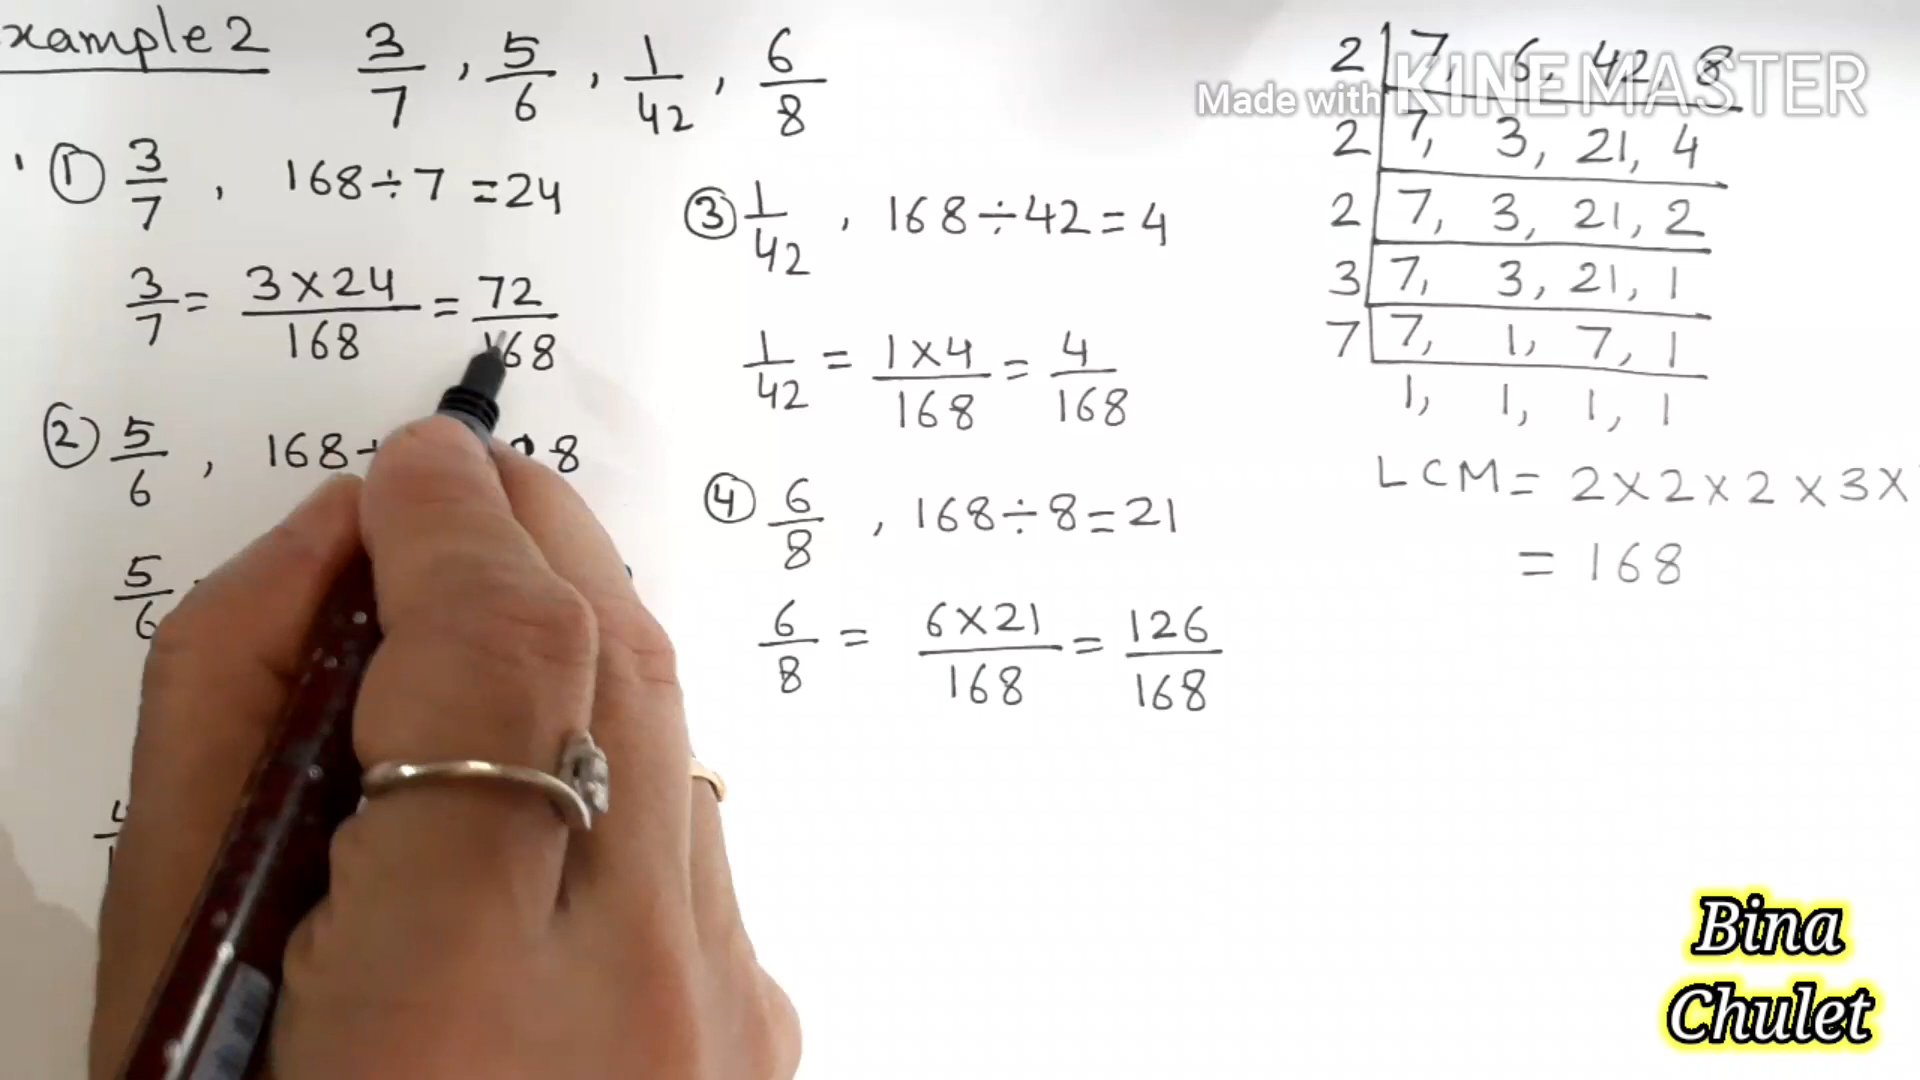 xample 2 3/7 , 5/6 , 1/42 , 6/8
① 3/7 , 168÷7 = 24
3/7 = 3×24/168 = 72/168
② 5/6 , 168÷ 8
5/6
③ 1/42 , 168÷42 = 4
1/42 = 1×4/168 = 4/168
④ 6/8 , 168÷8 = 21
6/8 = 6×21/168 = 126/168
2 | 7, 6, 42, 8
2 | 7, 3, 21, 4
2 | 7, 3, 21, 2
3 | 7, 3, 21, 1
7 | 7, 1, 7, 1
1, 1, 1, 1
LCM = 2×2×2×3×
= 168
Made with KINEMASTER
Bina
Chulet